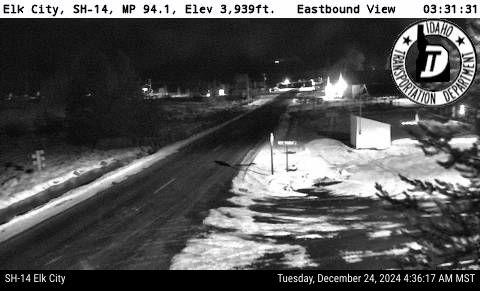 Elk City, SH-14, MP 94.1, Elev 3,939ft. Eastbound View 03:31:31
IDAHO
TRANSPORTATION DEPARTMENT
SH-14 Elk City Tuesday, December 24, 2024 4:36:17 AM MST